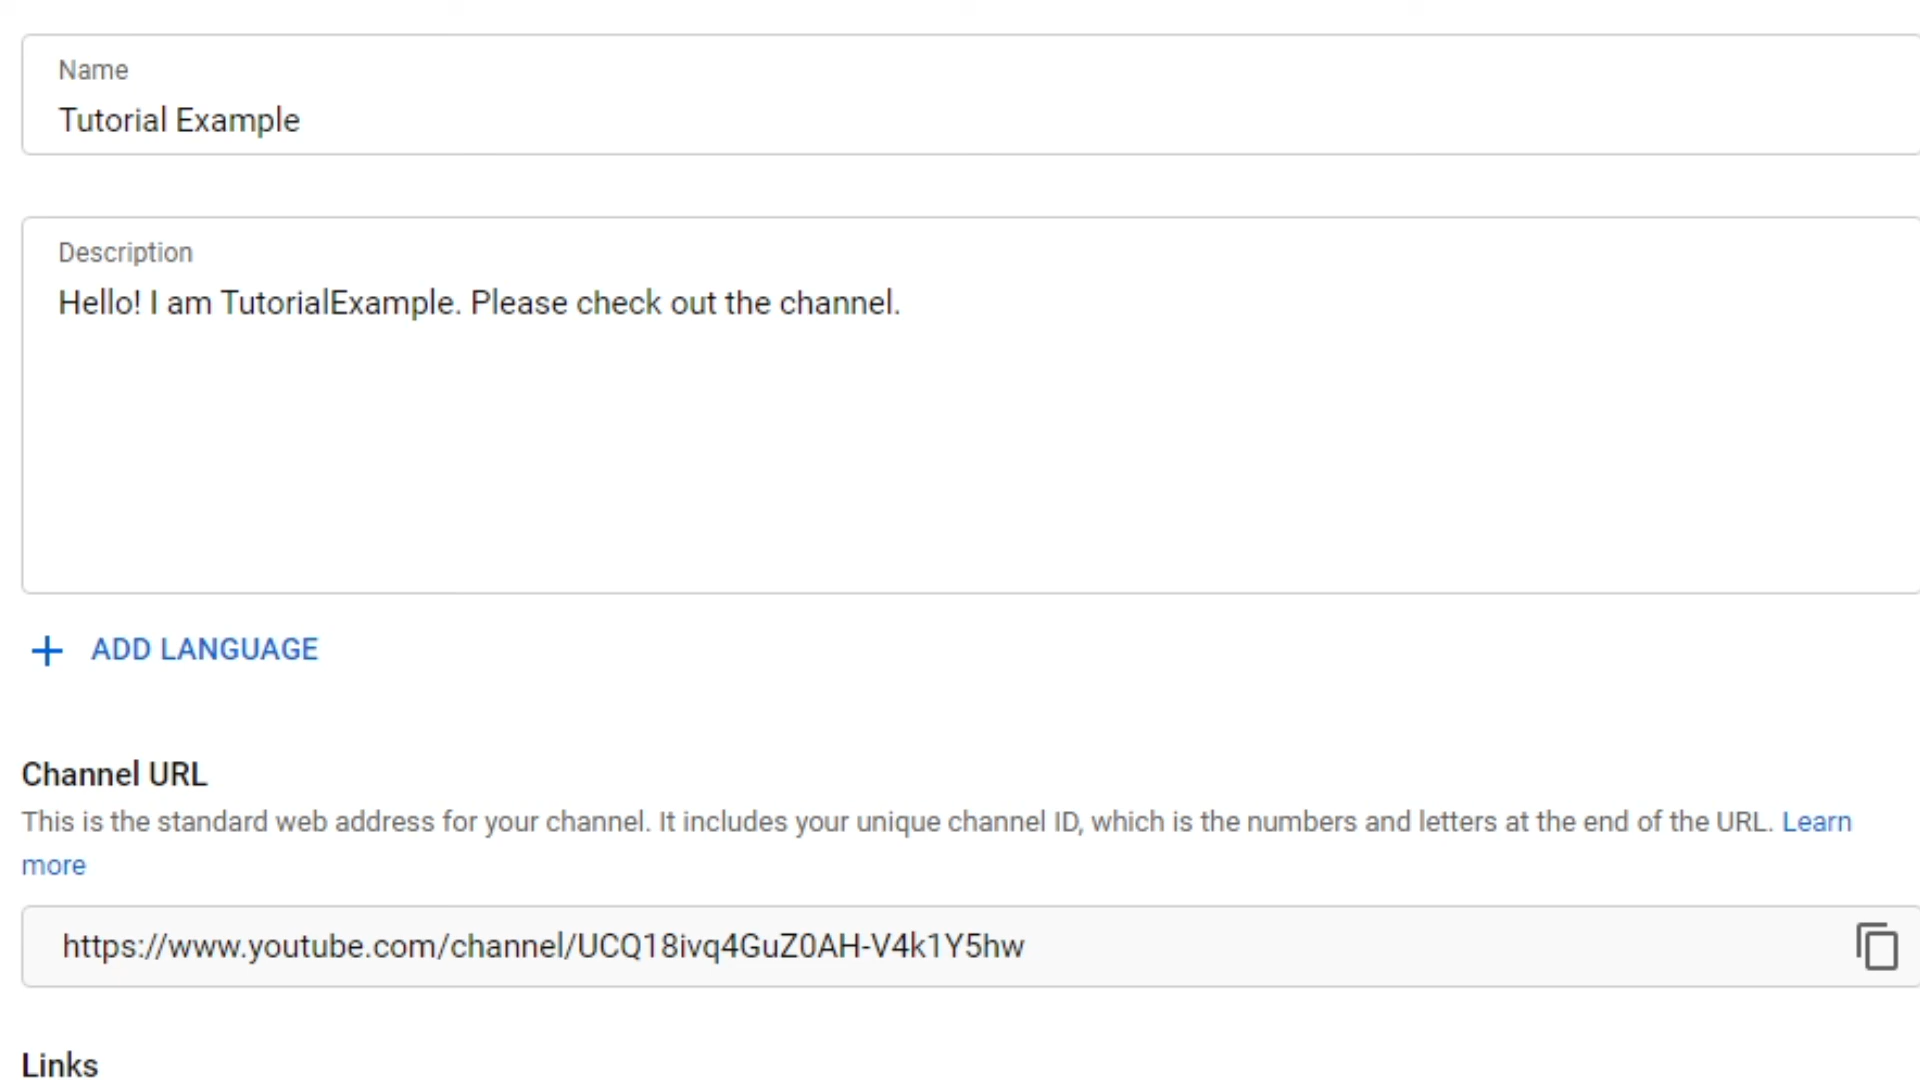 Name
Tutorial Example
Description
Hello! I am TutorialExample. Please check out the channel.
ADD LANGUAGE
Channel URL
This is the standard web address for your channel. It includes your unique channel ID, which is the numbers and letters at the end of the URL. Learn
more
https://www.youtube.com/channel/UCQ18ivq4GuZ0AH-V4k1Y5hw
Links